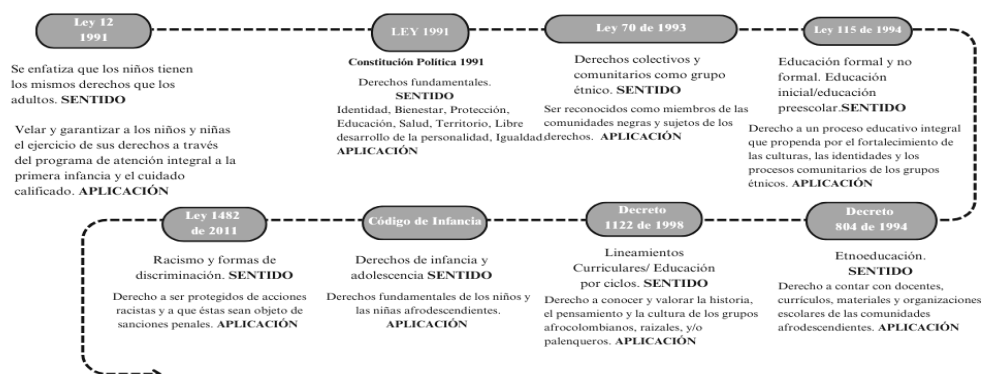 Ley 12
1991
Se enfatiza que los niños tienen
los mismos derechos que los
adultos. SENTIDO
Velar y garantizar a los niños y niñas
el ejercicio de sus derechos a través
del programa de atención integral a la
primera infancia y el cuidado
calificado. APLICACIÓN
LEY 1991
Constitución Política 1991
Derechos fundamentales.
SENTIDO
Identidad, Bienestar, Protección,
Educación, Salud, Territorio, Libre
desarrollo de la personalidad, Igualdad.
APLICACIÓN
Ley 70 de 1993
Derechos colectivos y
comunitarios como grupo
étnico. SENTIDO
Ser reconocidos como miembros de las
comunidades negras y sujetos de los
derechos. APLICACIÓN
Ley 115 de 1994
Educación formal y no
formal. Educación
inicial/educación
preescolar.SENTIDO
Derecho a un proceso educativo integral
que propenda por el fortalecimiento de
las culturas, las identidades y los
procesos comunitarios de los grupos
étnicos. APLICACIÓN
Ley 1482
de 2011
Racismo y formas de
discriminación. SENTIDO
Derecho a ser protegidos de acciones
racistas y a que éstas sean objeto de
sanciones penales. APLICACIÓN
Código de Infancia
Derechos de infancia y
adolescencia SENTIDO
Derechos fundamentales de los niños y
las niñas afrodescendientes.
APLICACIÓN
Decreto
1122 de 1998
Lineamientos
Curriculares/ Educación
por ciclos. SENTIDO
Derecho a conocer y valorar la historia,
el pensamiento y la cultura de los grupos
afrocolombianos, raizales, y/o
palenqueros. APLICACIÓN
Decreto
804 de 1994
Etnoeducación.
SENTIDO
Derecho a contar con docentes,
currículos, materiales y organizaciones
escolares de las comunidades
afrodescendientes. APLICACIÓN